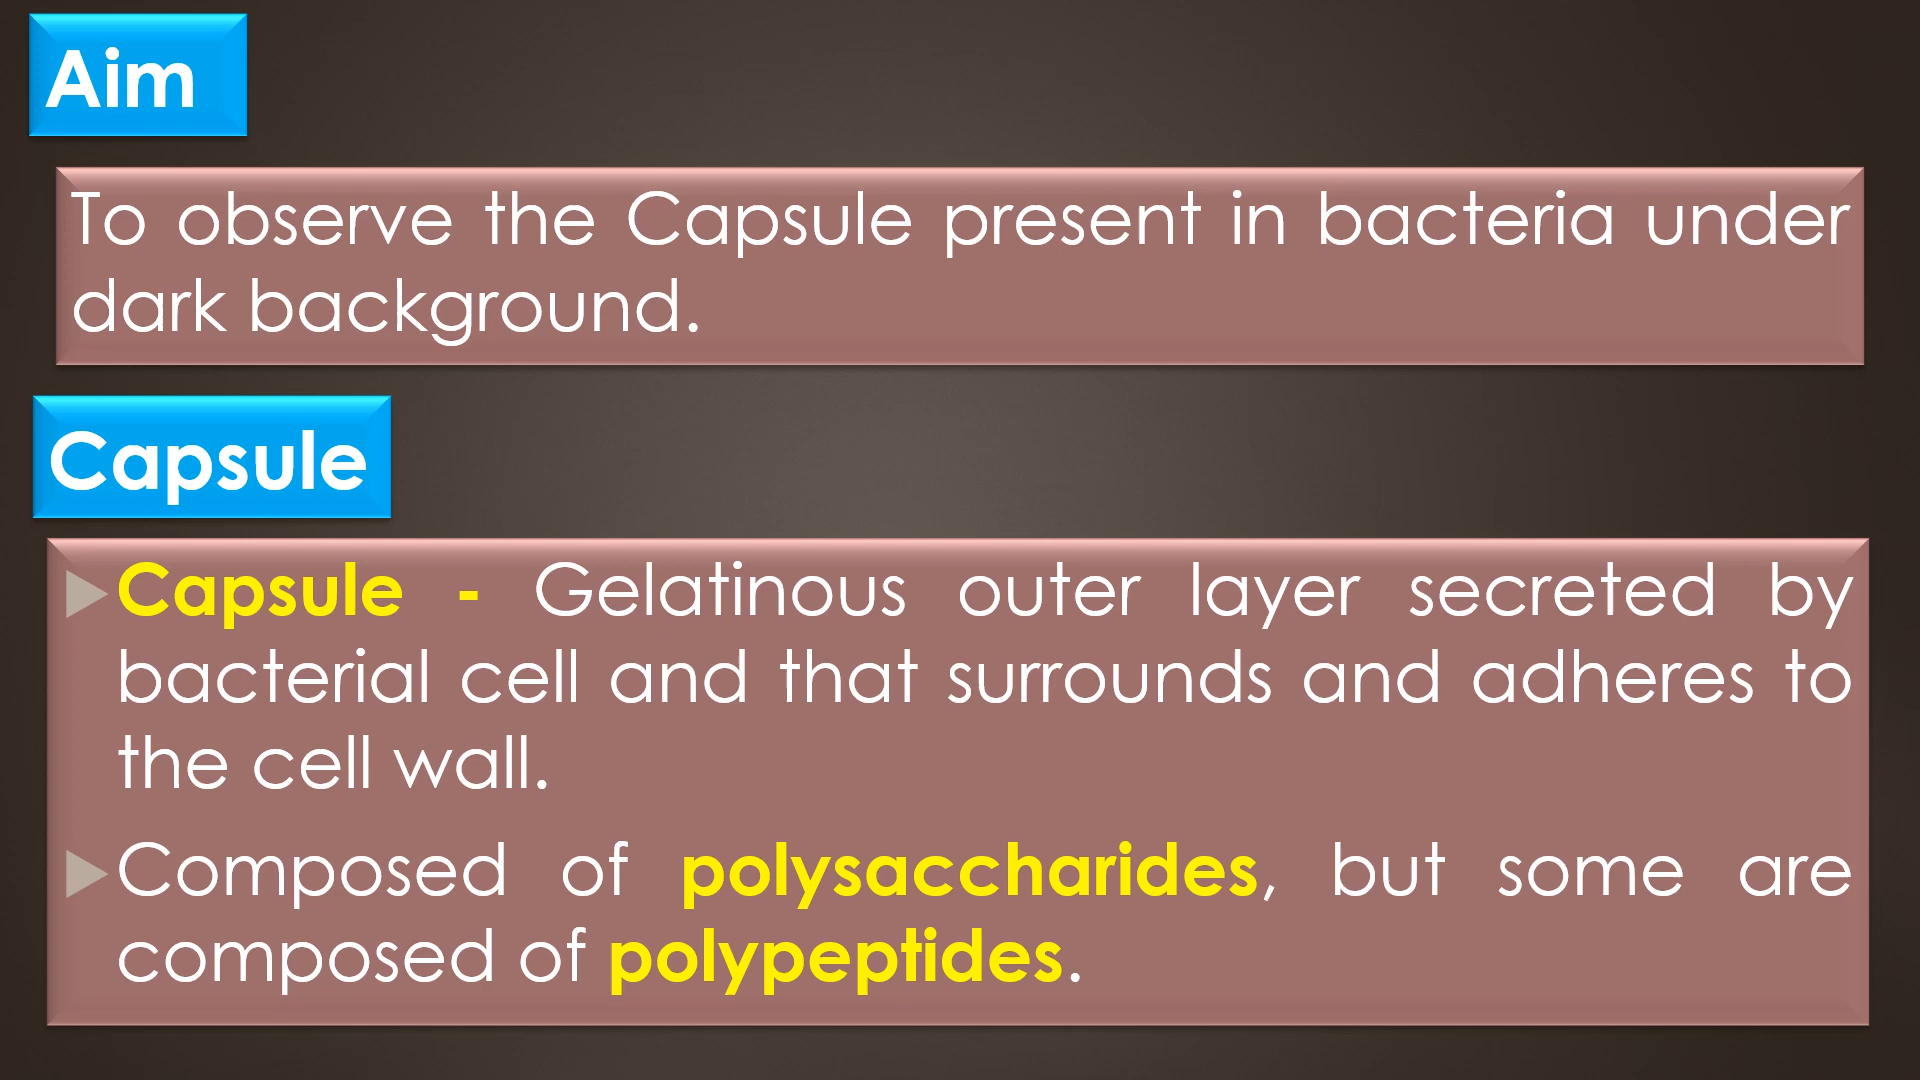 Aim
To observe the Capsule present in bacteria under
dark background.
Capsule
Capsule - Gelatinous outer layer secreted by
bacterial cell and that surrounds and adheres to
the cell wall.
Composed of polysaccharides, but some are
composed of polypeptides.